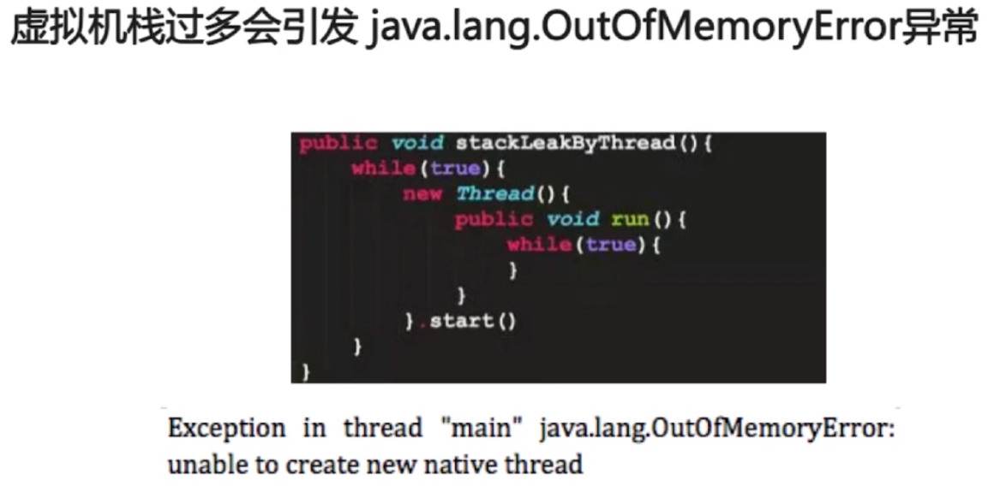 虚拟机栈过多会引发 java.lang.OutOfMemoryError异常
public void stackLeakByThread(){
while(true){
new Thread(){
public void run(){
while(true){
}
}
}.start()
}
}
Exception in thread "main" java.lang.OutOfMemoryError:
unable to create new native thread